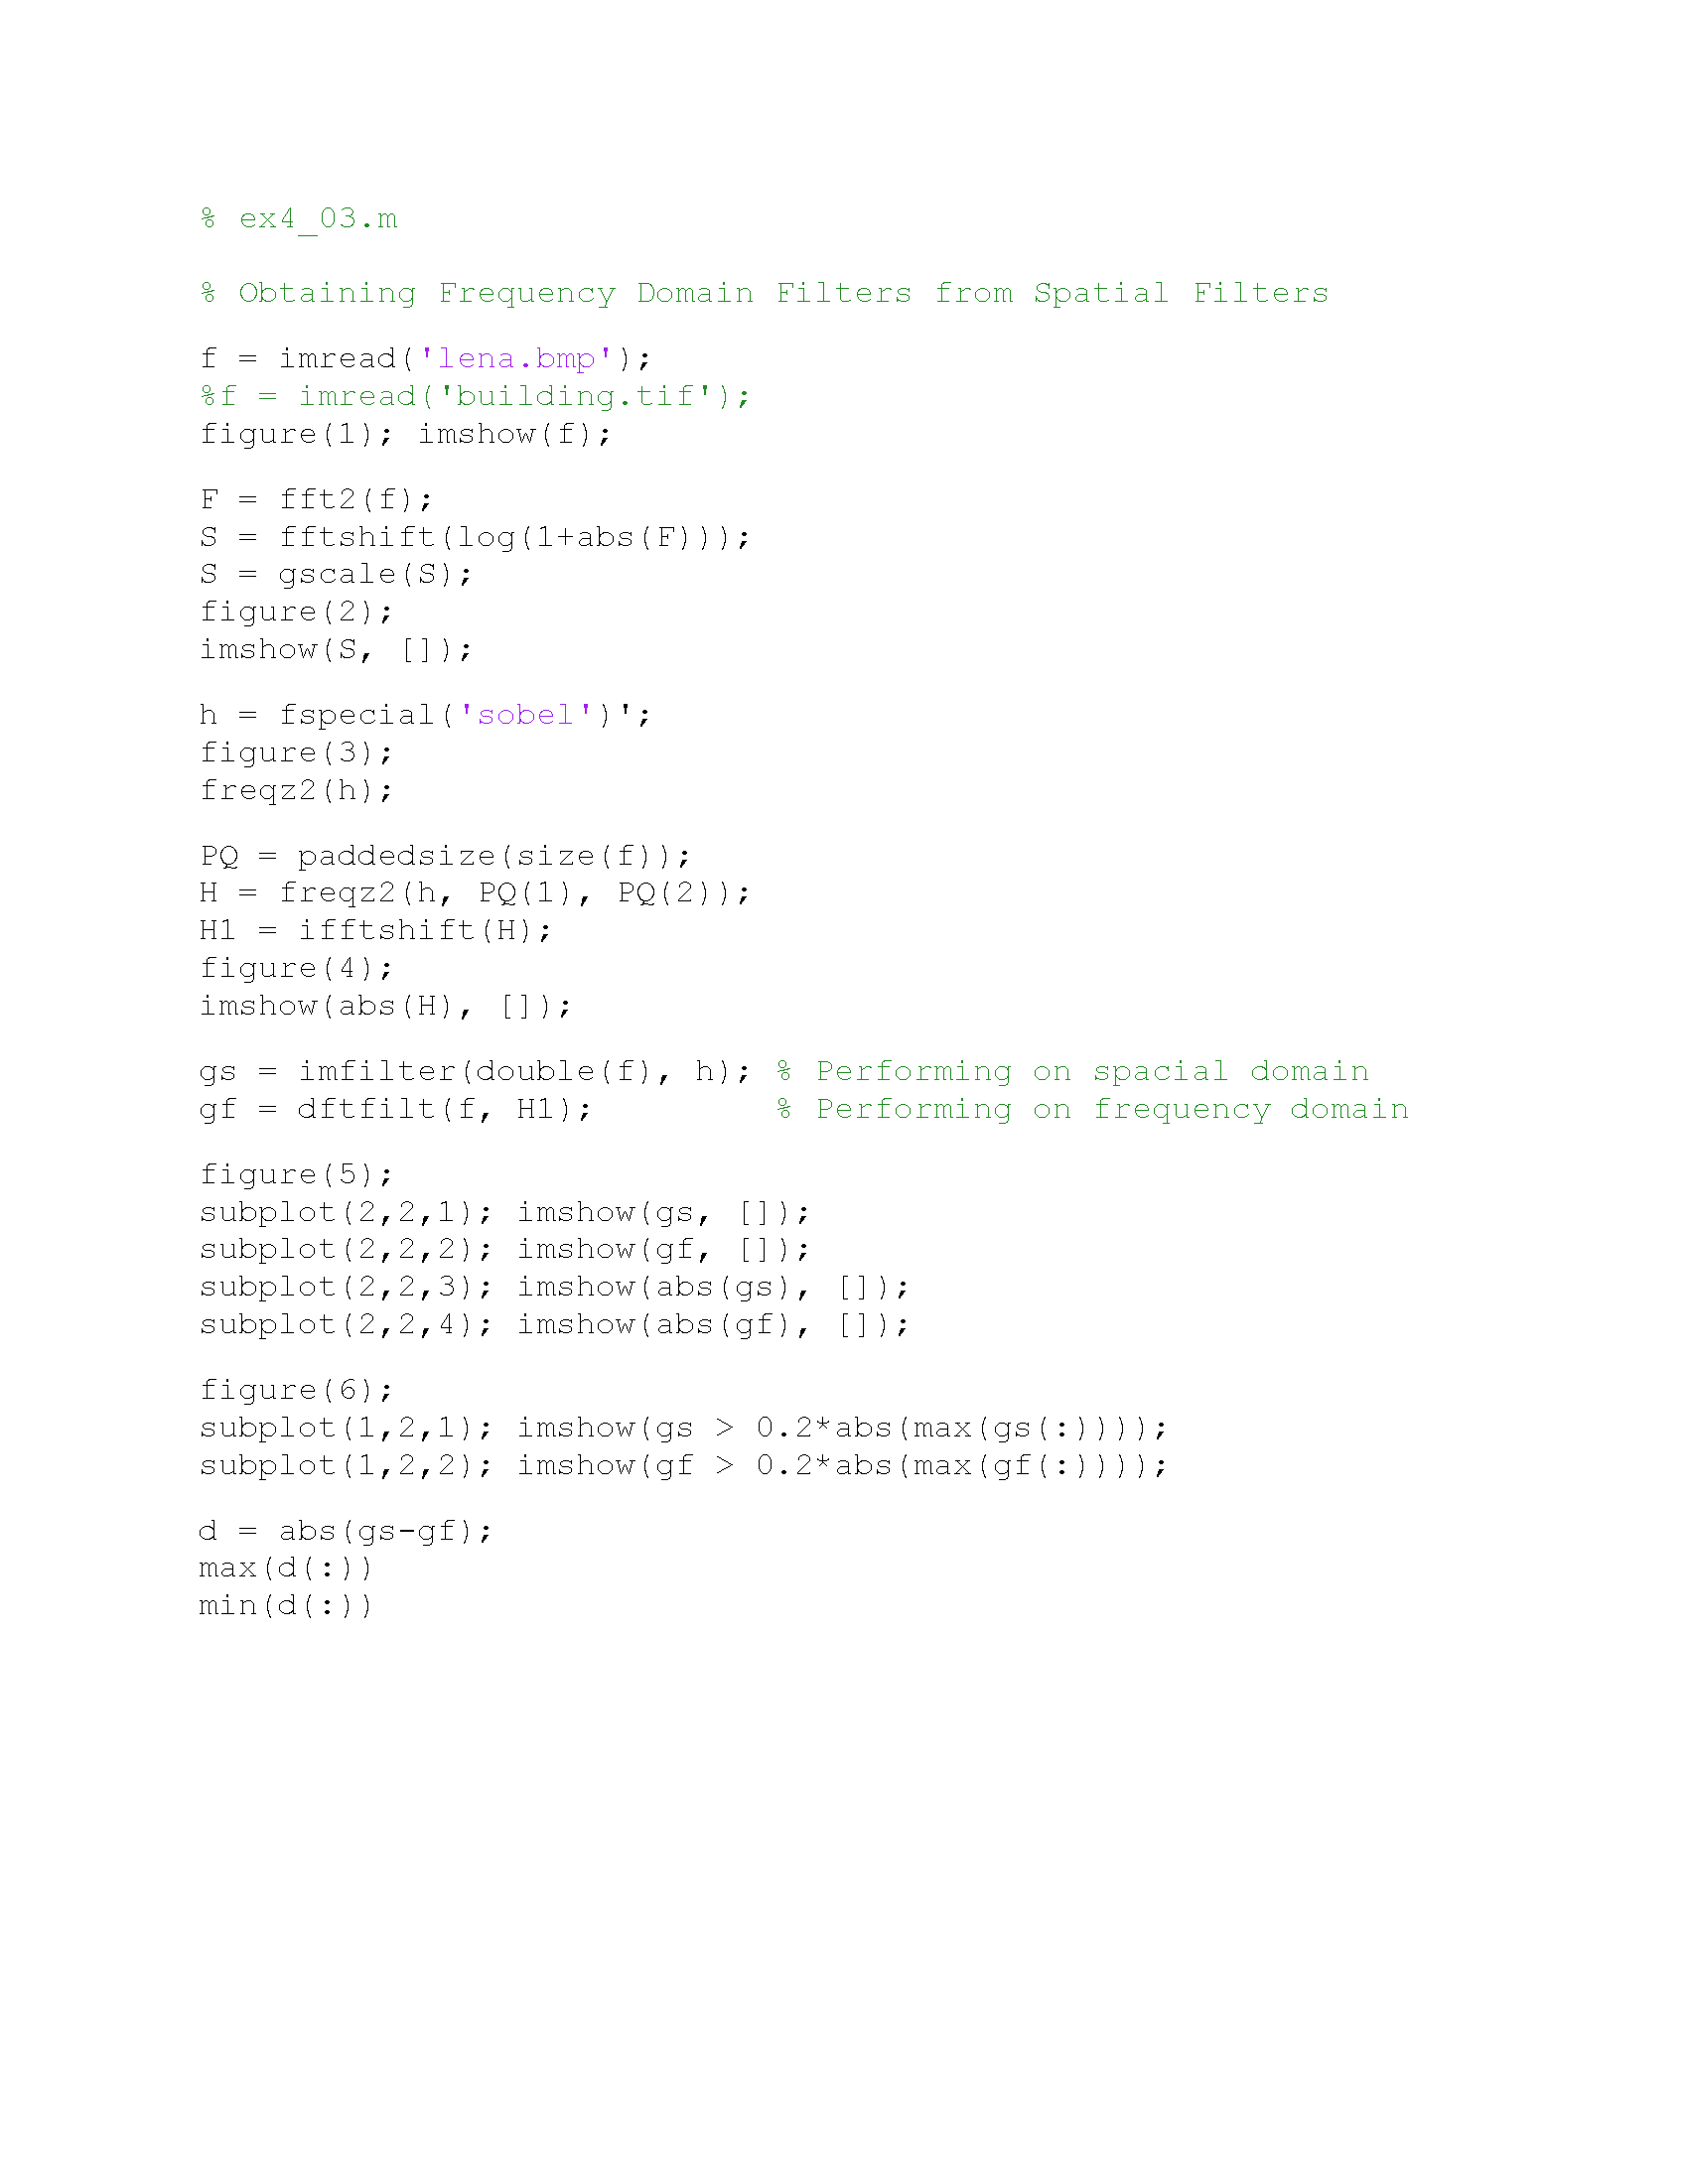 % ex4_03.m
% Obtaining Frequency Domain Filters from Spatial Filters
f = imread('lena.bmp');
%f = imread('building.tif');
figure(1); imshow(f);
F = fft2(f);
S = fftshift(log(1+abs(F)));
S = gscale(S);
figure(2);
imshow(S, []);
h = fspecial('sobel')';
figure(3);
freqz2(h);
PQ = paddedsize(size(f));
H = freqz2(h, PQ(1), PQ(2));
H1 = ifftshift(H);
figure(4);
imshow(abs(H), []);
gs = imfilter(double(f), h); % Performing on spacial domain
gf = dftfilt(f, H1);         % Performing on frequency domain
figure(5);
subplot(2,2,1); imshow(gs, []);
subplot(2,2,2); imshow(gf, []);
subplot(2,2,3); imshow(abs(gs), []);
subplot(2,2,4); imshow(abs(gf), []);
figure(6);
subplot(1,2,1); imshow(gs > 0.2*abs(max(gs(:))));
subplot(1,2,2); imshow(gf > 0.2*abs(max(gf(:))));
d = abs(gs-gf);
max(d(:))
min(d(:))